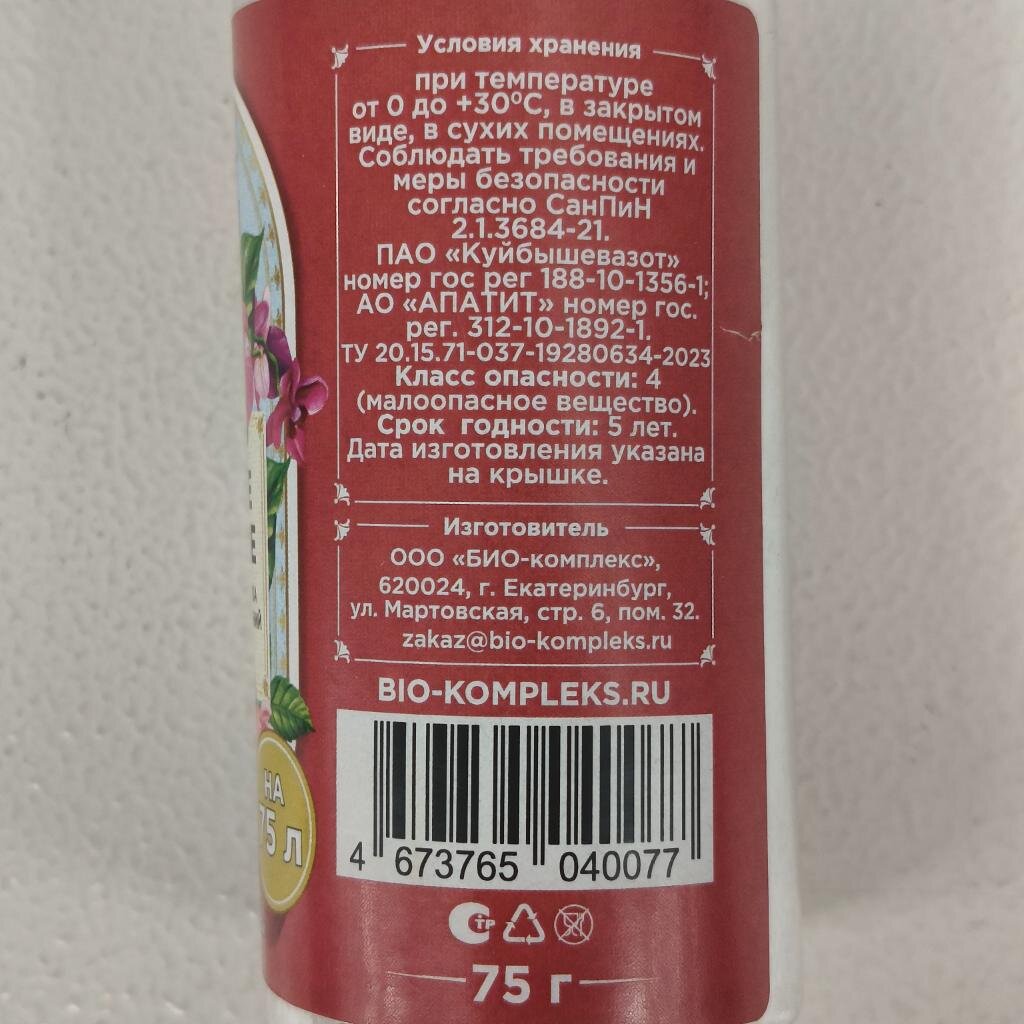 Условия хранения
при температуре
от 0 до +30⁰С, в закрытом
виде, в сухих помещениях.
Соблюдать требования и
меры безопасности
согласно СанПиН
2.1.3684-21.
ПАО «Куйбышевазот»
номер гос рег 188-10-1356-1;
АО «АПАТИТ» номер гос.
рег. 312-10-1892-1.
ТУ 20.15.71-037-19280634-2023
Класс опасности: 4
(малоопасное вещество).
Срок годности: 5 лет.
Дата изготовления указана
на крышке.
Изготовитель
ООО «БИО-комплекс»,
620024, г. Екатеринбург,
ул. Мартовская, стр. 6, пом. 32.
zakaz@bio-kompleks.ru
BIO-KOMPLEKS.RU
НА
75 л
4 673765 040077
СТР
75 г